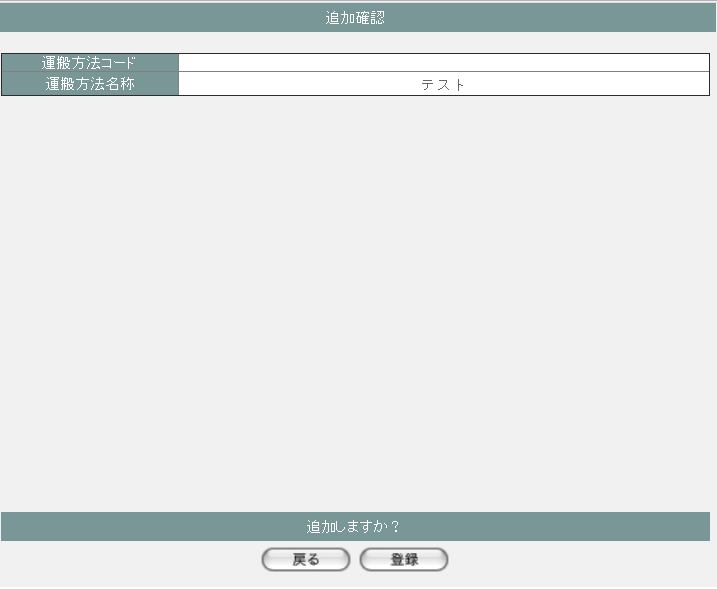 追加確認
運搬方法コード
運搬方法名称 テスト
追加しますか？
戻る 登録